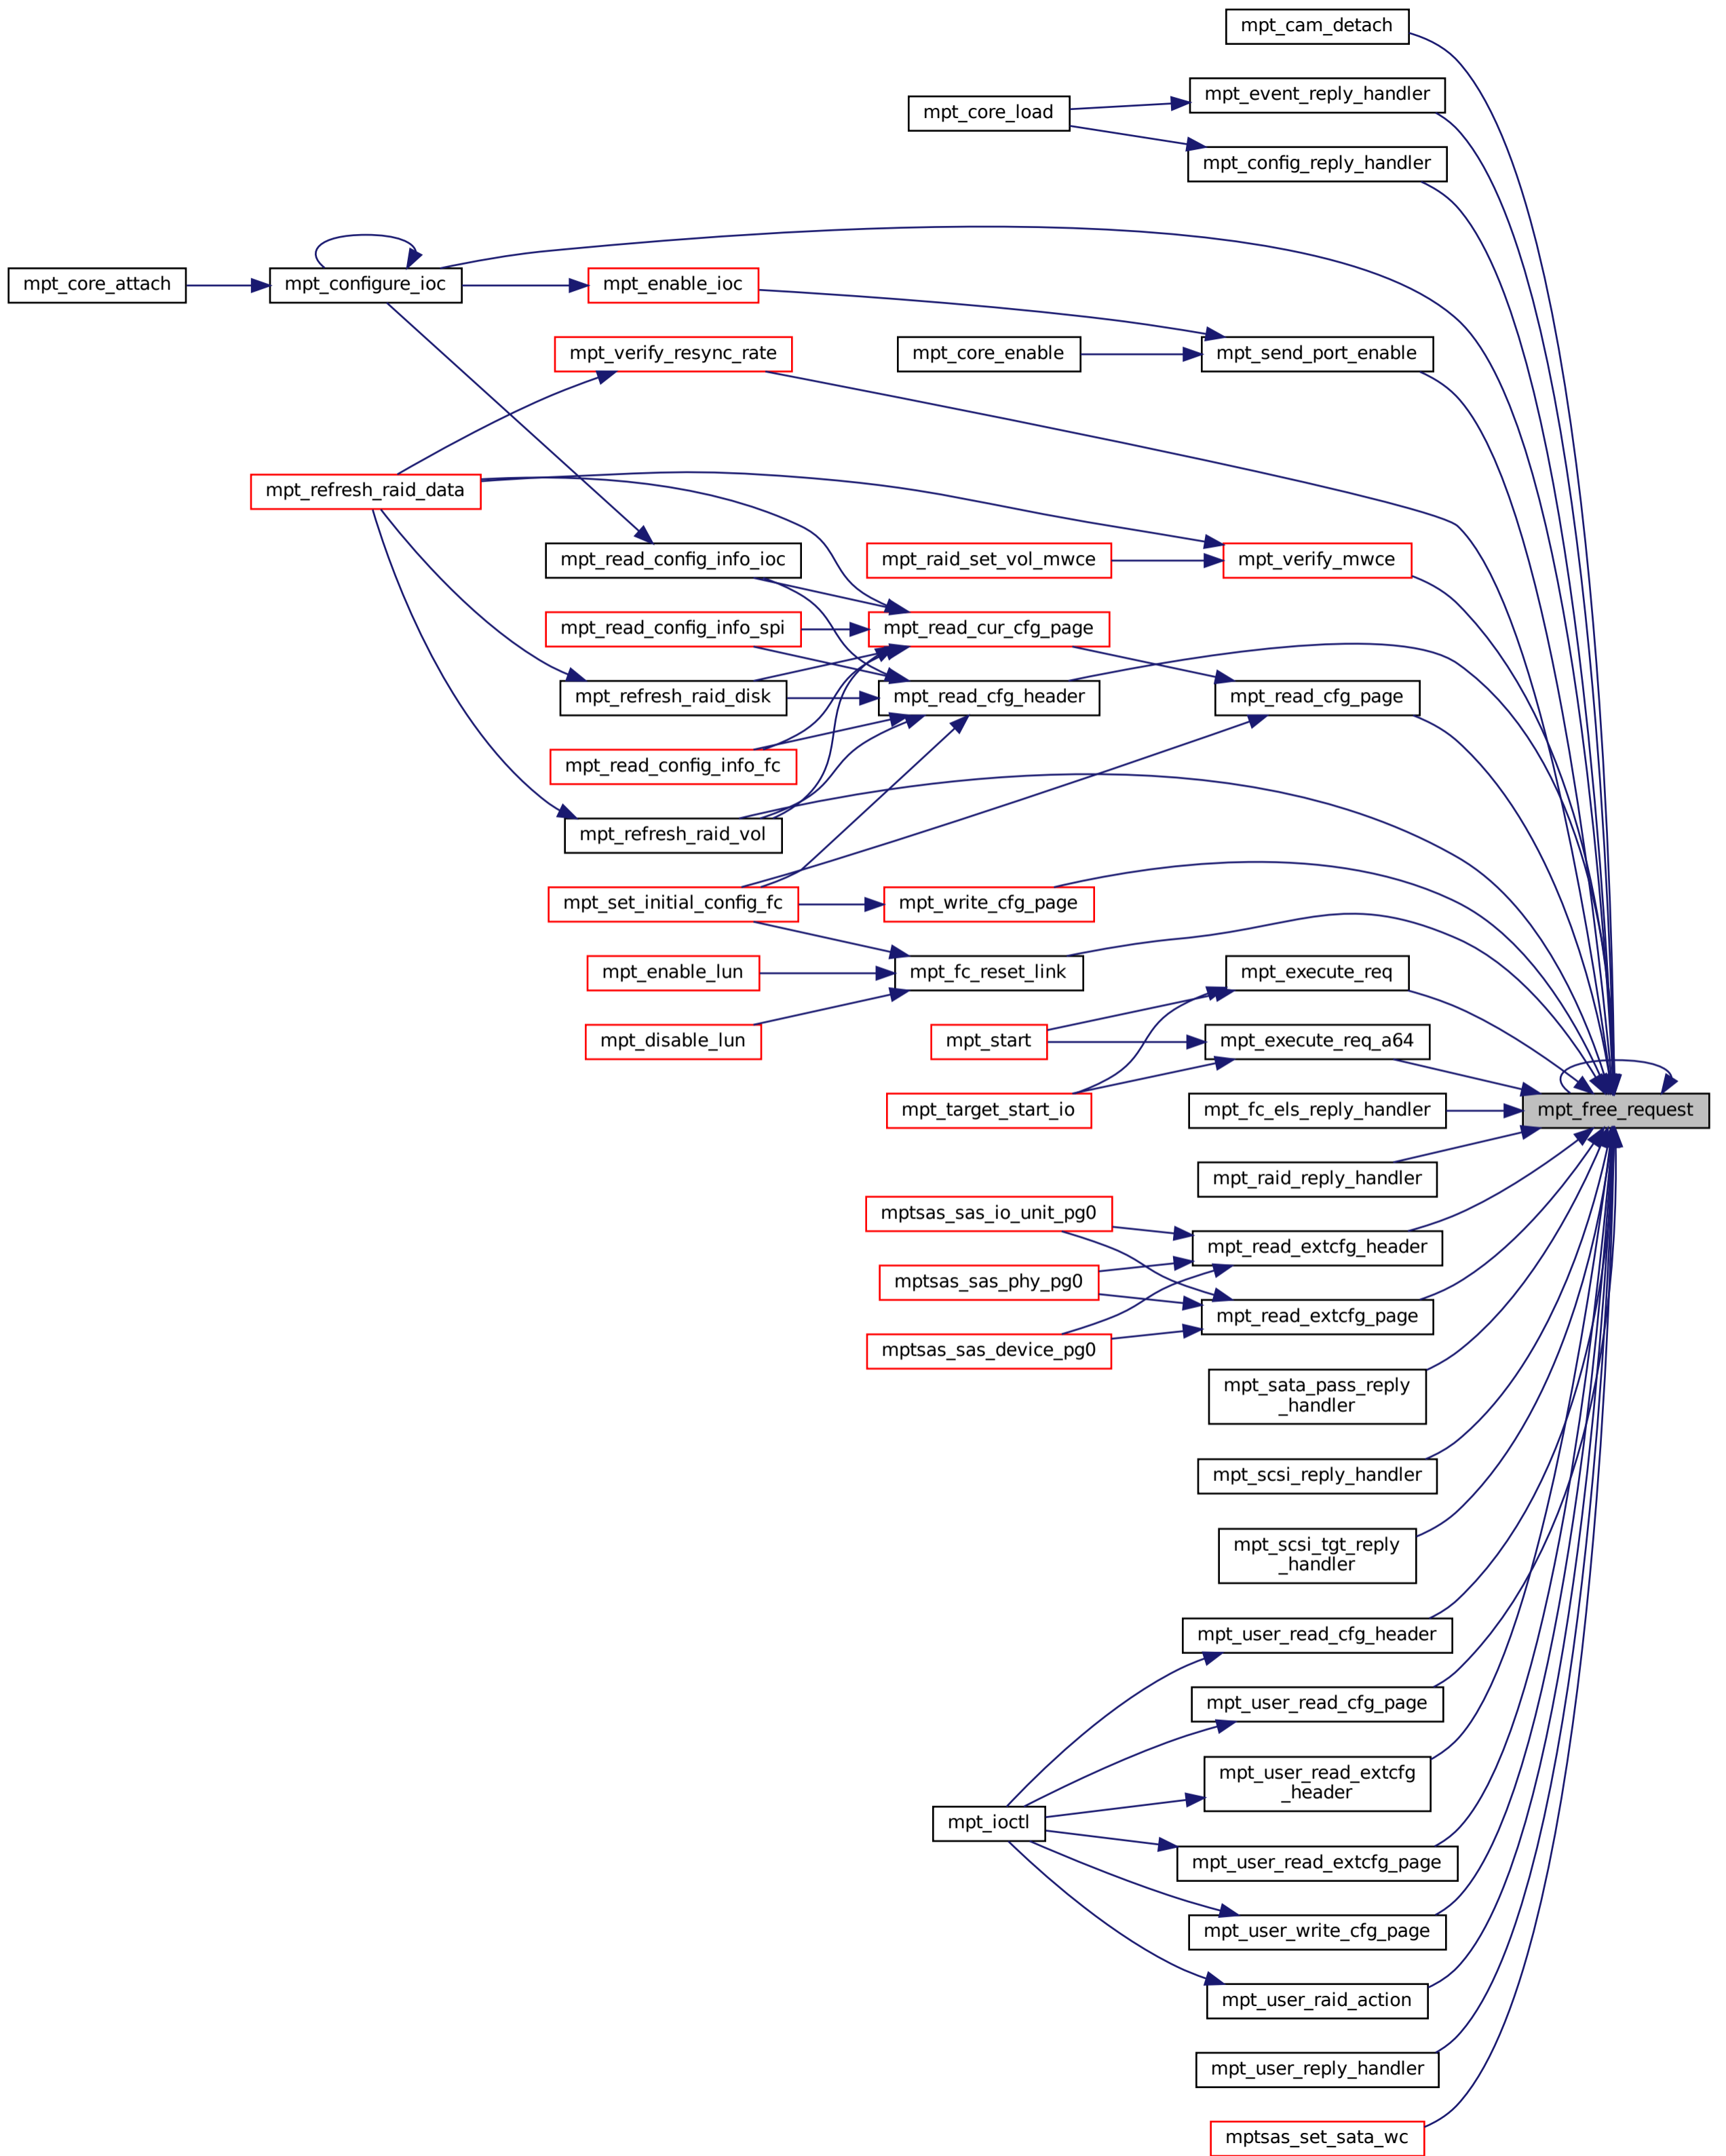 mpt_cam_detach
mpt_event_reply_handler
mpt_core_load
mpt_config_reply_handler
mpt_core_attach
mpt_configure_ioc
mpt_enable_ioc
mpt_verify_resync_rate
mpt_core_enable
mpt_send_port_enable
mpt_refresh_raid_data
mpt_read_config_info_ioc
mpt_raid_set_vol_mwce
mpt_verify_mwce
mpt_read_config_info_spi
mpt_read_cur_cfg_page
mpt_refresh_raid_disk
mpt_read_cfg_header
mpt_read_cfg_page
mpt_read_config_info_fc
mpt_refresh_raid_vol
mpt_set_initial_config_fc
mpt_write_cfg_page
mpt_enable_lun
mpt_fc_reset_link
mpt_execute_req
mpt_disable_lun
mpt_start
mpt_execute_req_a64
mpt_target_start_io
mpt_fc_els_reply_handler
mpt_free_request
mpt_raid_reply_handler
mptsas_sas_io_unit_pg0
mpt_read_extcfg_header
mptsas_sas_phy_pg0
mpt_read_extcfg_page
mptsas_sas_device_pg0
mpt_sata_pass_reply
_handler
mpt_scsi_reply_handler
mpt_scsi_tgt_reply
_handler
mpt_user_read_cfg_header
mpt_user_read_cfg_page
mpt_user_read_extcfg
_header
mpt_ioctl
mpt_user_read_extcfg_page
mpt_user_write_cfg_page
mpt_user_raid_action
mpt_user_reply_handler
mptsas_set_sata_wc